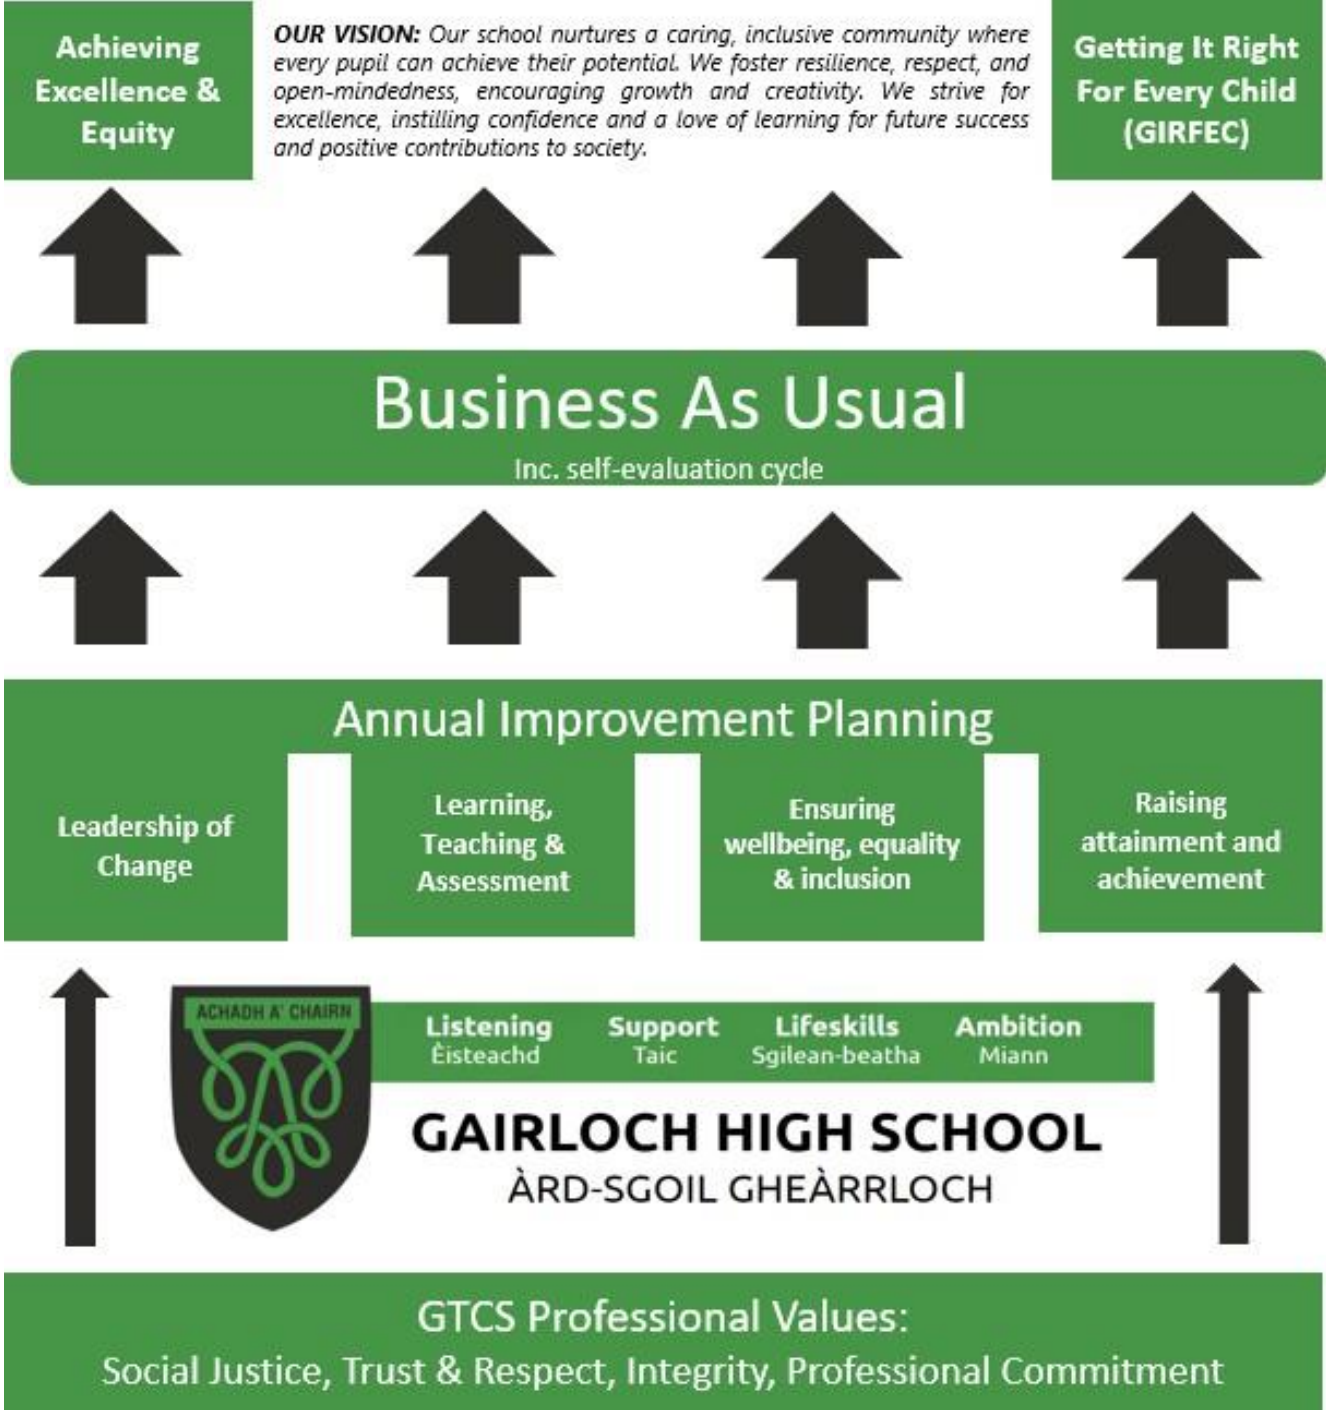 Achieving
Excellence &
Equity
OUR VISION: Our school nurtures a caring, inclusive community where
every pupil can achieve their potential. We foster resilience, respect, and
open-mindedness, encouraging growth and creativity. We strive for
excellence, instilling confidence and a love of learning for future success
and positive contributions to society.
Getting It Right
For Every Child
(GIRFEC)
Business As Usual
Inc. self-evaluation cycle
Annual Improvement Planning
Leadership of
Change
Learning,
Teaching &
Assessment
Ensuring
wellbeing, equality
& inclusion
Raising
attainment and
achievement
ACHADH A' CHAIRN
Listening Support Lifeskills Ambition
Èisteachd Taic Sgilean-beatha Miann
GAIRLOCH HIGH SCHOOL
ÀRD-SGOIL GHEÀRRLOCH
GTCS Professional Values:
Social Justice, Trust & Respect, Integrity, Professional Commitment